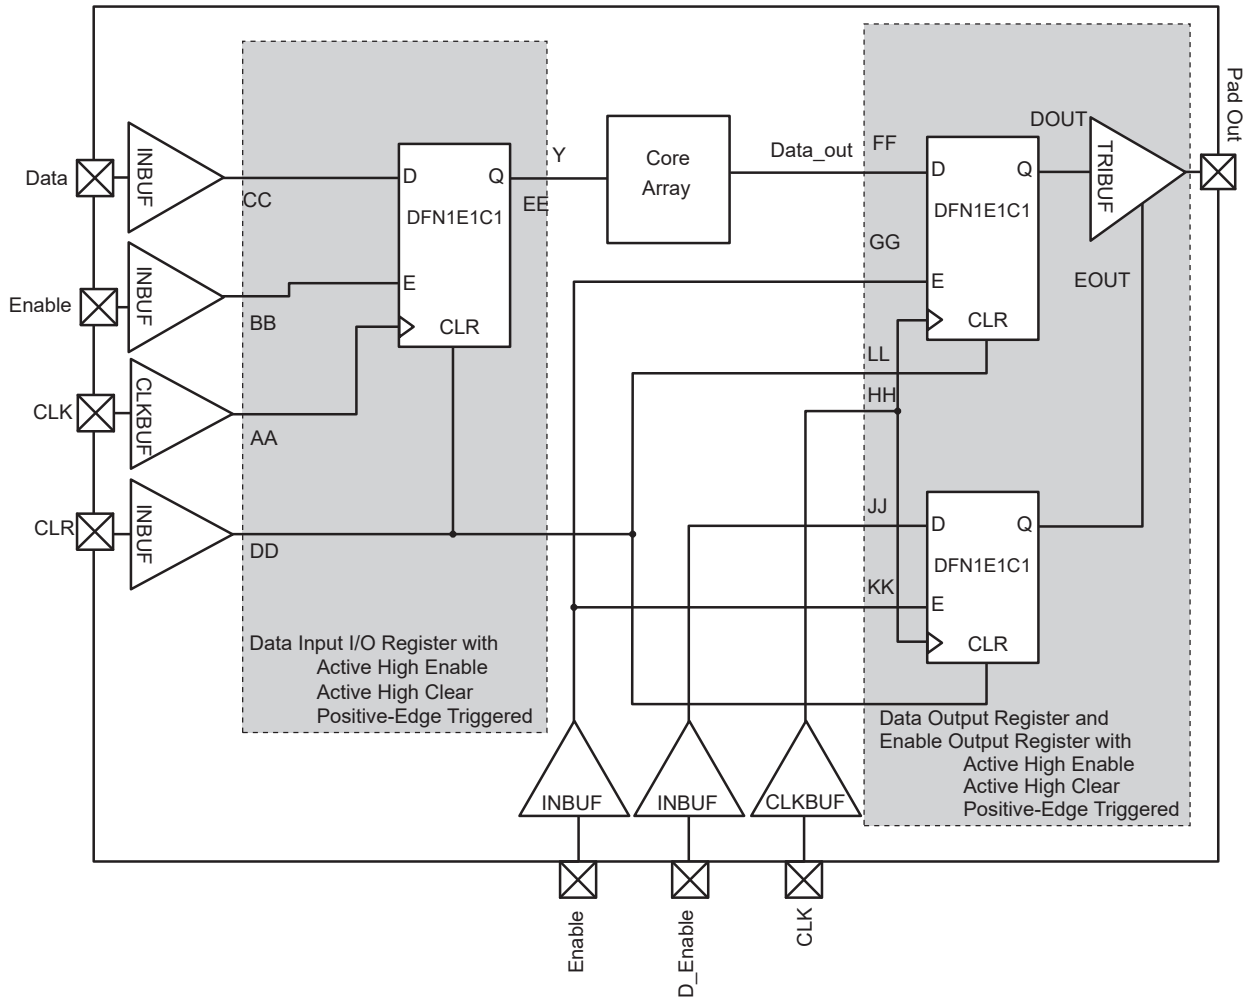 Data
INBUF
CC
Enable
INBUF
BB
CLK
CLKBUF
AA
CLR
INBUF
DD
D
Q
DFN1E1C1
E
CLR
Y
EE
Data Input I/O Register with
Active High Enable
Active High Clear
Positive-Edge Triggered
Core
Array
Data_out
FF
GG
LL
HH
JJ
KK
D
Q
DFN1E1C1
E
CLR
DOUT
TRIBUF
EOUT
Pad Out
D
Q
DFN1E1C1
E
CLR
Data Output Register and
Enable Output Register with
Active High Enable
Active High Clear
Positive-Edge Triggered
INBUF
INBUF
CLKBUF
Enable
D_Enable
CLK